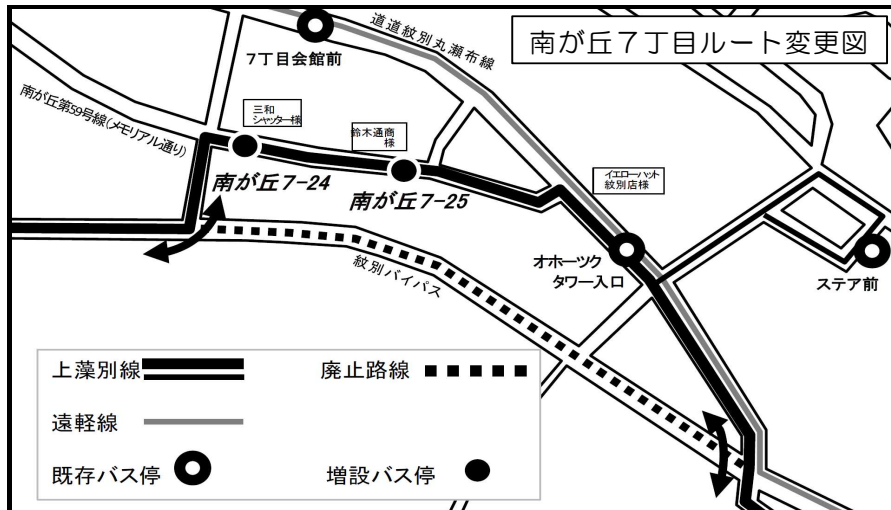 南が丘7丁目ルート変更図
道道紋別丸瀬布線
7丁目会館前
南が丘第59号線(メモリアル通り)
三和
シャッター様
鈴木通商
様
南が丘7-24
南が丘7-25
イエローハット
紋別店様
オホーツク
タワー入口
ステア前
紋別バイパス
上藻別線
廃止路線
遠軽線
既存バス停
増設バス停